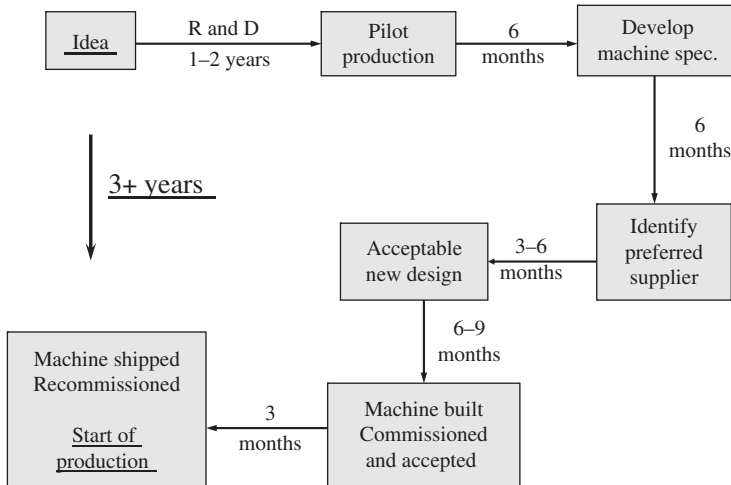 Idea
R and D
1–2 years
Pilot
production
6
months
Develop
machine spec.
6
months
3+ years
Identify
preferred
supplier
3–6
months
Acceptable
new design
6–9
months
Machine built
Commissioned
and accepted
3
months
Machine shipped
Recommissioned
Start of
production